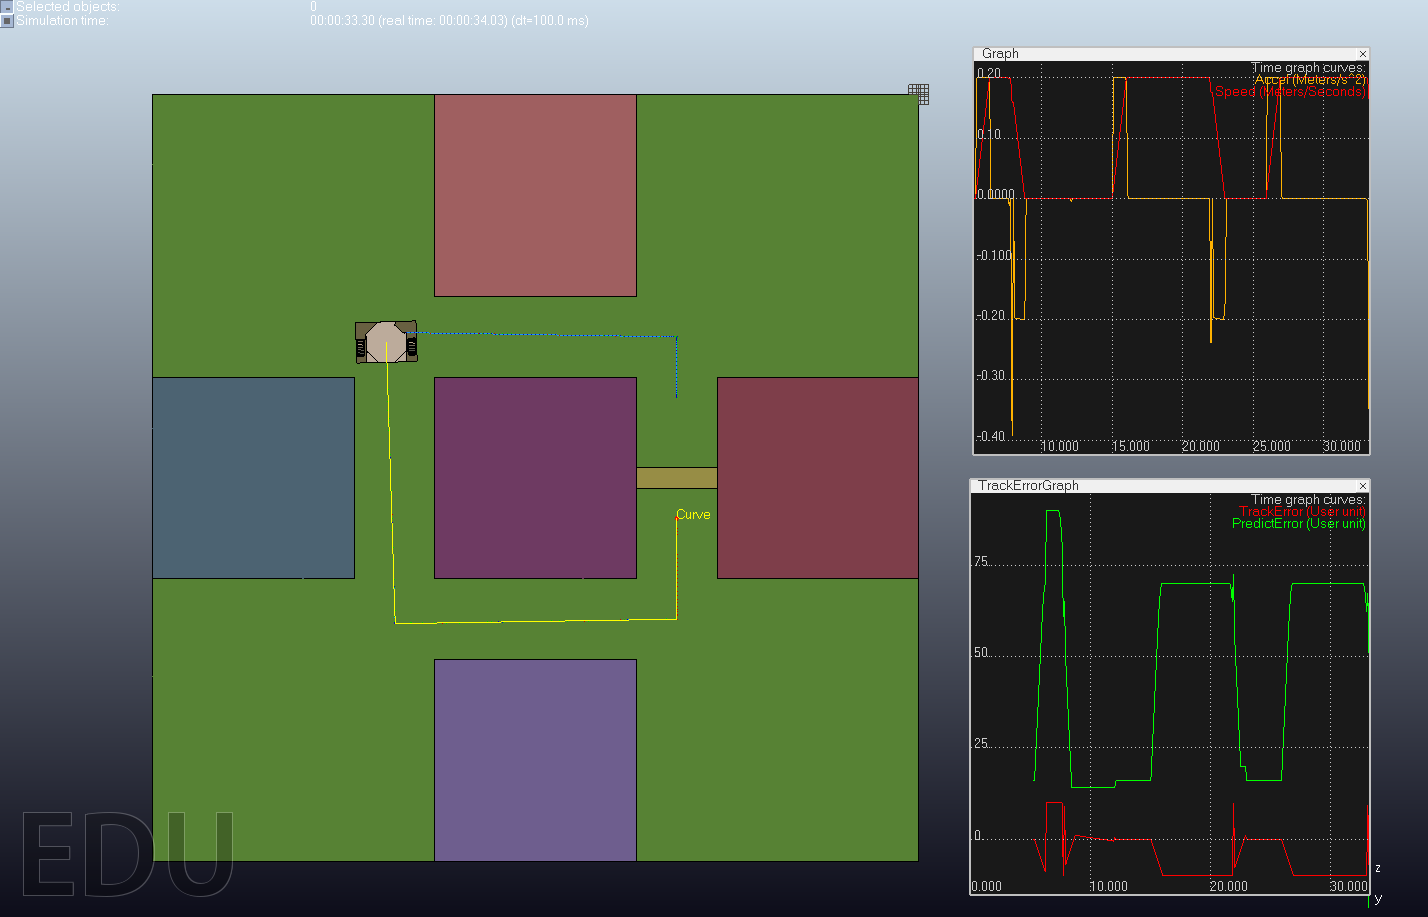 Selected objects: 0
Simulation time: 00:00:33.30 (real time: 00:00:34.03) (dt=100.0 ms)
Graph
Time graph curves:
Accel (Meters/s^2)
Speed (Meters/Seconds)
0.20
0.10
0.0000
-0.100
-0.20
-0.30
-0.40
10.000 15.000 20.000 25.000 30.000
TrackErrorGraph
Time graph curves:
TrackError (User unit)
PredictError (User unit)
75
50
25
0
0.000 10.000 20.000 30.000
Curve
EDU
z
y